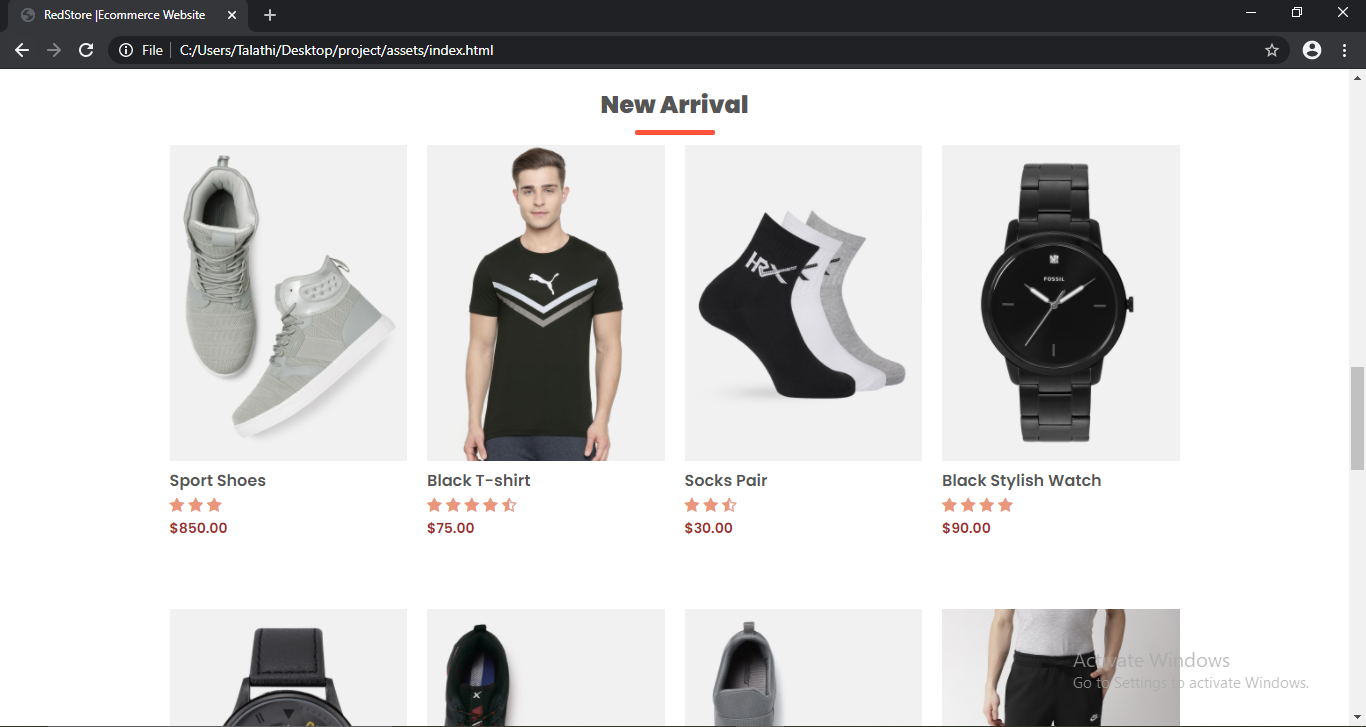 RedStore |Ecommerce Website
File
C:/Users/Talathi/Desktop/project/assets/index.html
New Arrival
HRX
FOSSIL
Sport Shoes
Black T-shirt
Socks Pair
Black Stylish Watch
$850.00
$75.00
$30.00
$90.00
Activate Windows
Go to Settings to activate Windows.